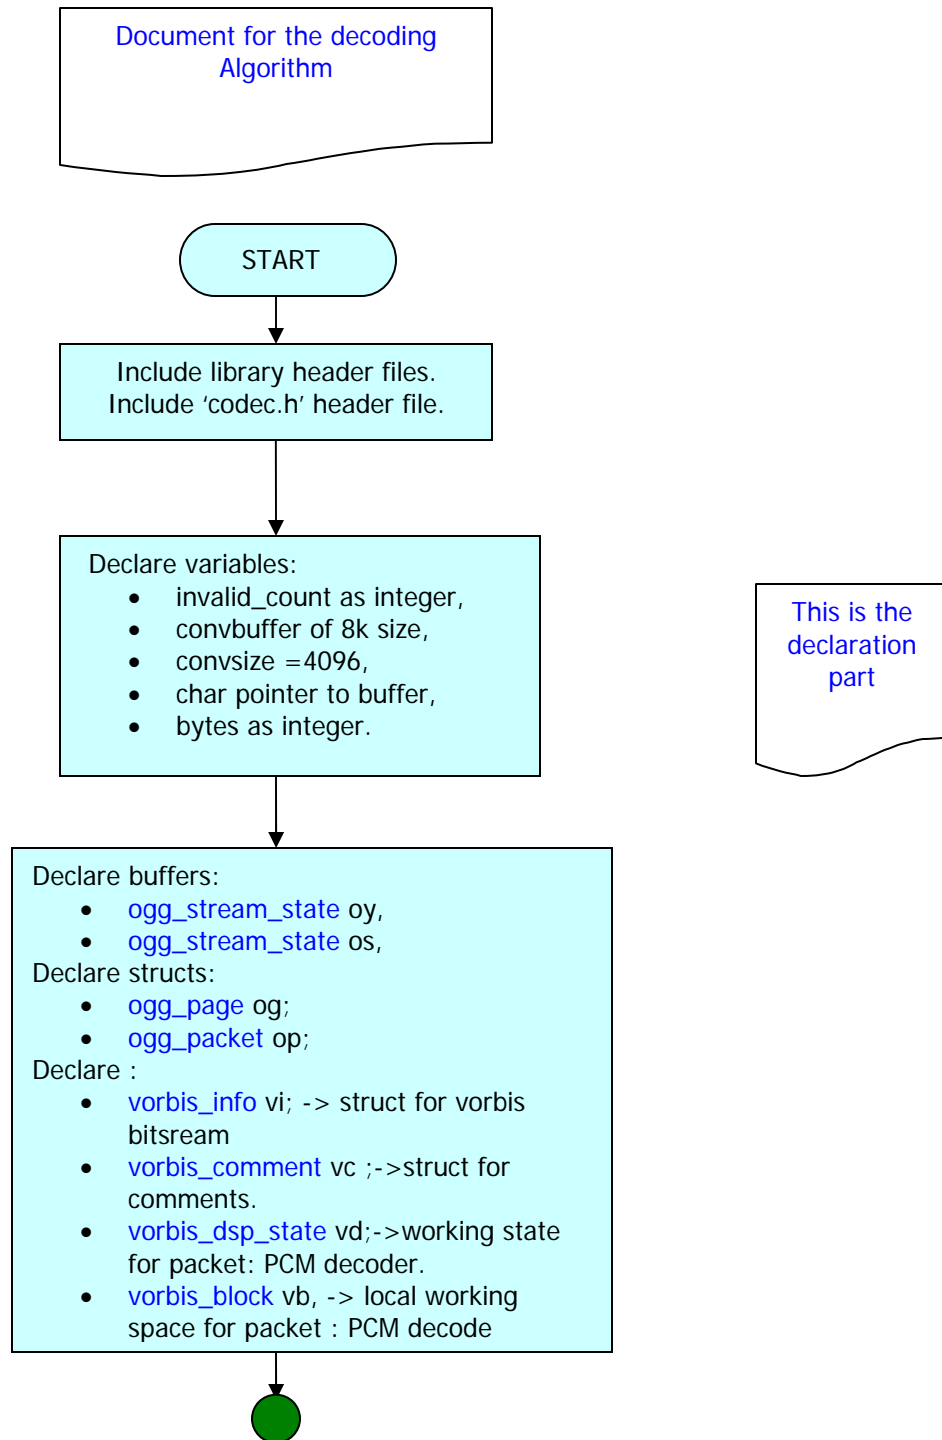 Document for the decoding
Algorithm
START
Include library header files.
Include ‘codec.h’ header file.
Declare variables:
• invalid_count as integer,
• convbuffer of 8k size,
• convsize =4096,
• char pointer to buffer,
• bytes as integer.
This is the
declaration
part
Declare buffers:
• ogg_stream_state oy,
• ogg_stream_state os,
Declare structs:
• ogg_page og;
• ogg_packet op;
Declare :
• vorbis_info vi; -> struct for vorbis
bitsream
• vorbis_comment vc ;->struct for
comments.
• vorbis_dsp_state vd;->working state
for packet: PCM decoder.
• vorbis_block vb, -> local working
space for packet : PCM decode